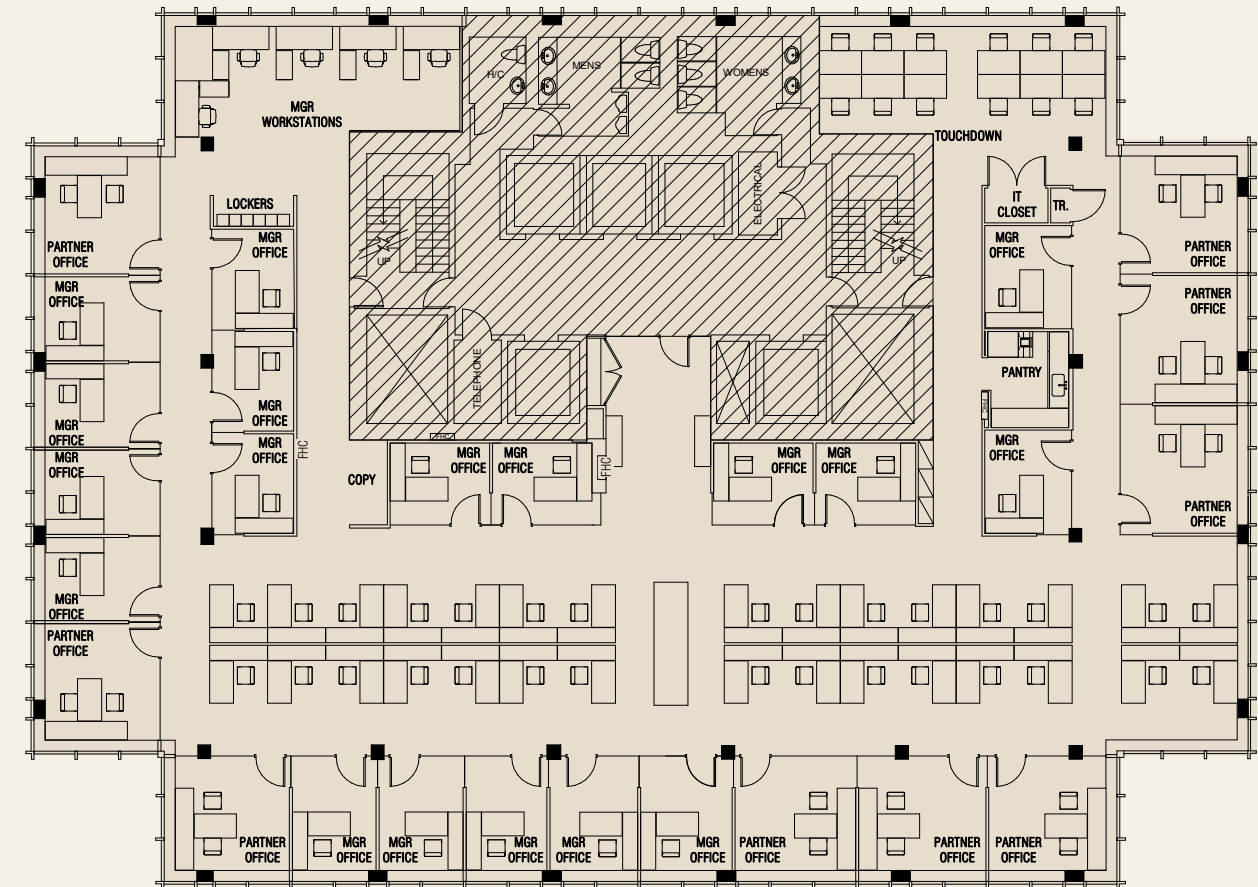 H/C
MENS
WOMENS
MGR
WORKSTATIONS
TOUCHDOWN
ELECTRICAL
LOCKERS
IT
CLOSET
TR.
PARTNER
OFFICE
MGR
OFFICE
UP
UP
MGR
OFFICE
PARTNER
OFFICE
MGR
OFFICE
PARTNER
OFFICE
TELEPHONE
PANTRY
MGR
OFFICE
MGR
OFFICE
FHC
MGR
OFFICE
MGR
OFFICE
FHC
FHC
COPY
MGR
OFFICE
MGR
OFFICE
FHC
MGR
OFFICE
MGR
OFFICE
MGR
OFFICE
PARTNER
OFFICE
MGR
OFFICE
PARTNER
OFFICE
PARTNER
OFFICE
MGR
OFFICE
MGR
OFFICE
MGR
OFFICE
MGR
OFFICE
MGR
OFFICE
PARTNER
OFFICE
PARTNER
OFFICE
PARTNER
OFFICE